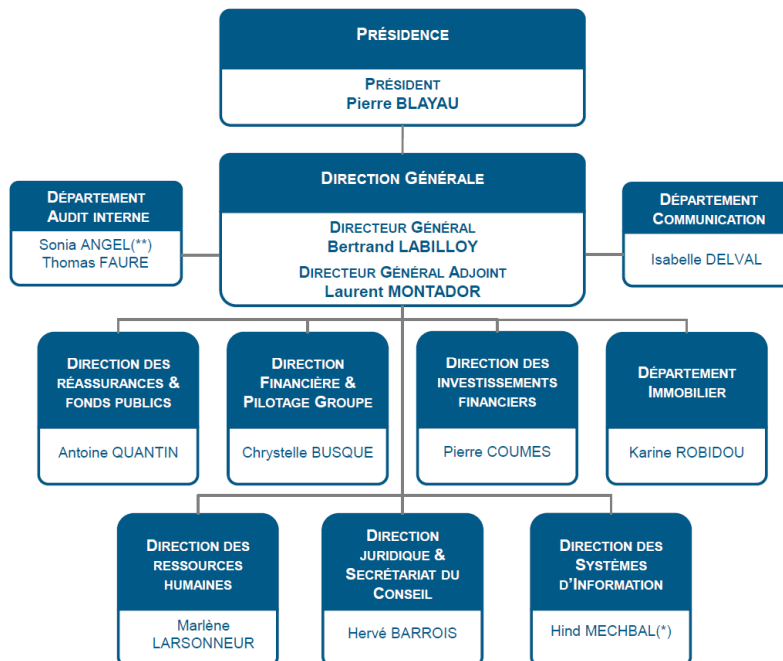 PRÉSIDENCE
PRÉSIDENT
Pierre BLAYAU
DIRECTION GÉNÉRALE
DIRECTEUR GÉNÉRAL
Bertrand LABILLOY
DIRECTEUR GÉNÉRAL ADJOINT
Laurent MONTADOR
DÉPARTEMENT
AUDIT INTERNE
Sonia ANGEL(**)
Thomas FAURE
DÉPARTEMENT
COMMUNICATION
Isabelle DELVAL
DIRECTION DES
RÉASSURANCES &
FONDS PUBLICS
Antoine QUANTIN
DIRECTION
FINANCIÈRE &
PILOTAGE GROUPE
Chrystelle BUSQUE
DIRECTION DES
INVESTISSEMENTS
FINANCIERS
Pierre COUMES
DÉPARTEMENT
IMMOBILIER
Karine ROBIDOU
DIRECTION DES
RESSOURCES
HUMAINES
Marlène
LARSONNEUR
DIRECTION
JURIDIQUE &
SECRÉTARIAT DU
CONSEIL
Hervé BARROIS
DIRECTION DES
SYSTÈMES
D'INFORMATION
Hind MECHBAL(*)